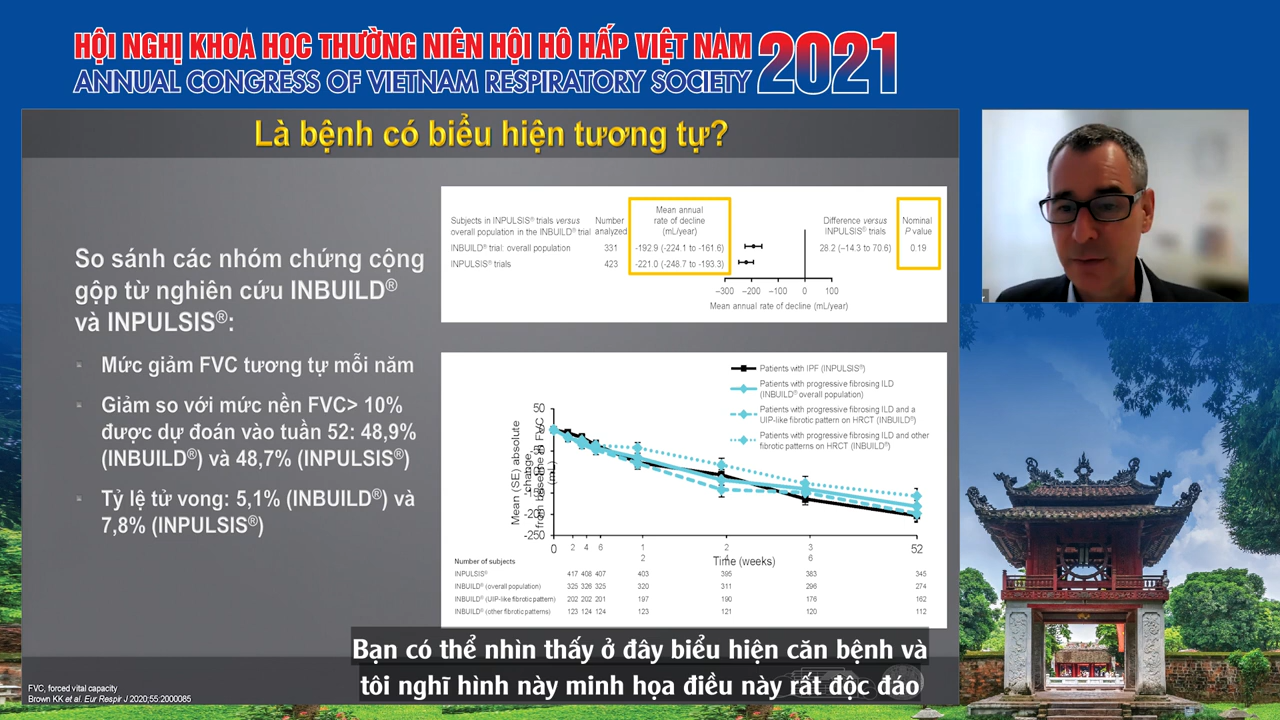 HỘI NGHỊ KHOA HỌC THƯỜNG NIÊN HỘI HÔ HẤP VIỆT NAM 2021
ANNUAL CONGRESS OF VIETNAM RESPIRATORY SOCIETY
Là bệnh có biểu hiện tương tự?
So sánh các nhóm chứng cộng
gộp từ nghiên cứu INBUILD®
và INPULSIS®:
Mức giảm FVC tương tự mỗi năm
Giảm so với mức nền FVC> 10%
được dự đoán vào tuần 52: 48,9%
(INBUILD®) và 48,7% (INPULSIS®)
Tỷ lệ tử vong: 5,1% (INBUILD®) và
7,8% (INPULSIS®)
Subjects in INPULSIS® trials versus
overall population in the INBUILD® trial
Number
analyzed
Mean annual
rate of decline
(mL/year)
Difference versus
INPULSIS® trials
Nominal
P value
INBUILD® trial: overall population 331 -192.9 (-224.1 to -161.6) 28.2 (−14.3 to 70.6) 0.19
INPULSIS® trials 423 -221.0 (-248.7 to -193.3)
−300 −200 −100 0 100
Mean annual rate of decline (mL/year)
Patients with IPF (INPULSIS®)
Patients with progressive fibrosing ILD
(INBUILD® overall population)
Patients with progressive fibrosing ILD and a
UIP-like fibrotic pattern on HRCT (INBUILD®)
Patients with progressive fibrosing ILD and other
fibrotic patterns on HRCT (INBUILD®)
Mean (SE) absolute
change
from baseline in FVC
(mL)
50
-200
-250
0 2 4 6 12 24 36 52
Time (weeks)
Number of subjects
INPULSIS® 417 408 407 403 395 383 345
INBUILD® (overall population) 325 326 325 320 311 296 274
INBUILD® (UIP-like fibrotic pattern) 202 202 201 197 190 176 162
INBUILD® (other fibrotic patterns) 123 124 124 123 121 120 112
Bạn có thể nhìn thấy ở đây biểu hiện căn bệnh và
tôi nghĩ hình này minh họa điều này rất độc đáo
FVC, forced vital capacity
Brown KK et al. Eur Respir J 2020;55:2000085